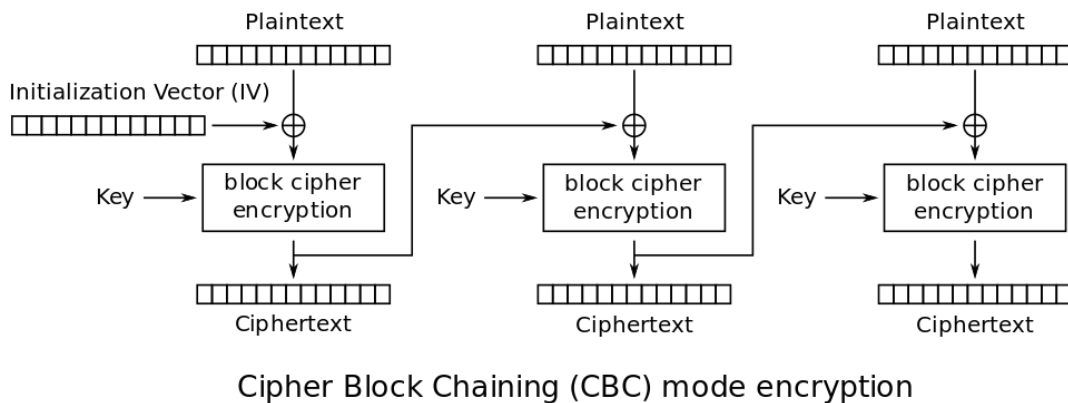 Plaintext
Plaintext
Plaintext
Initialization Vector (IV)
Key
block cipher
encryption
Key
block cipher
encryption
Key
block cipher
encryption
Ciphertext
Ciphertext
Ciphertext
Cipher Block Chaining (CBC) mode encryption